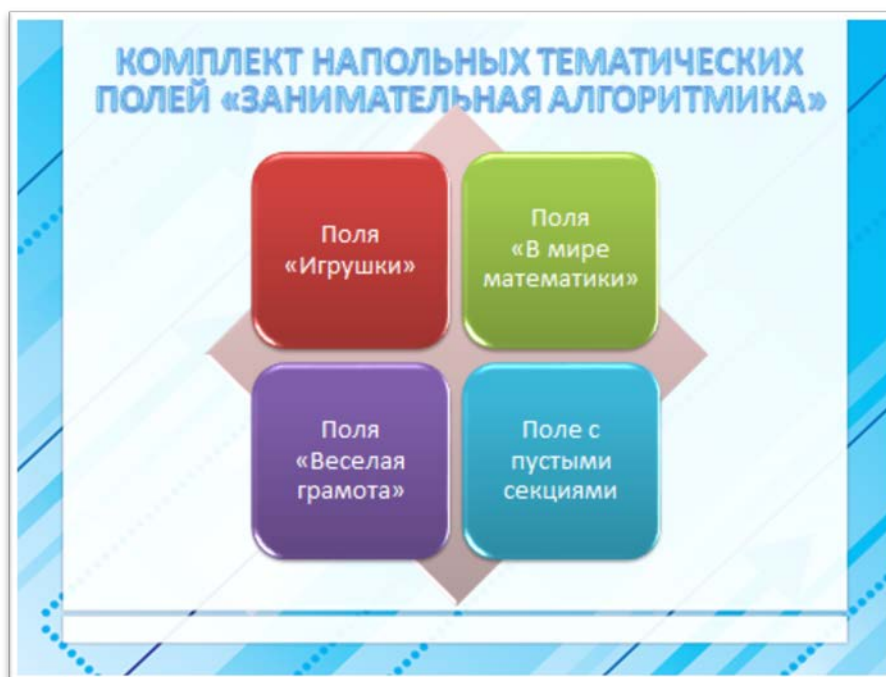 КОМПЛЕКТ НАПОЛЬНЫХ ТЕМАТИЧЕСКИХ
ПОЛЕЙ «ЗАНИМАТЕЛЬНАЯ АЛГОРИТМИКА»
Поля
«Игрушки»
Поля
«В мире
математики»
Поля
«Веселая
грамота»
Поле с
пустыми
секциями